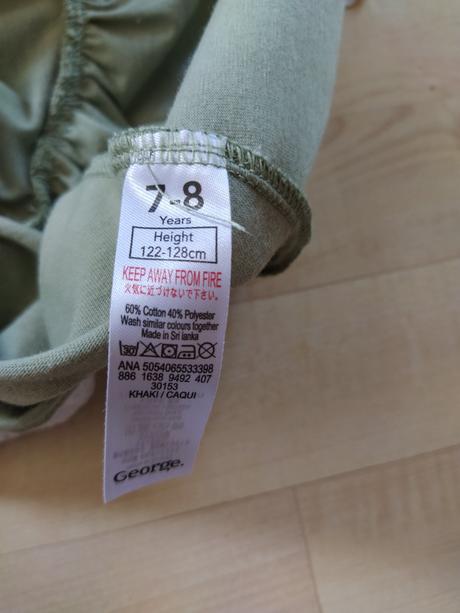 7-8
Years
Height
122-128cm
KEEP AWAY FROM FIRE
火気に近づけないで下さい。
60% Cotton 40% Polyester
Wash similar colours together
Made in Sri lanka
30
ANA 5054065533398
886 1638 9492 407
30153
KHAKI / CAQUI
George.